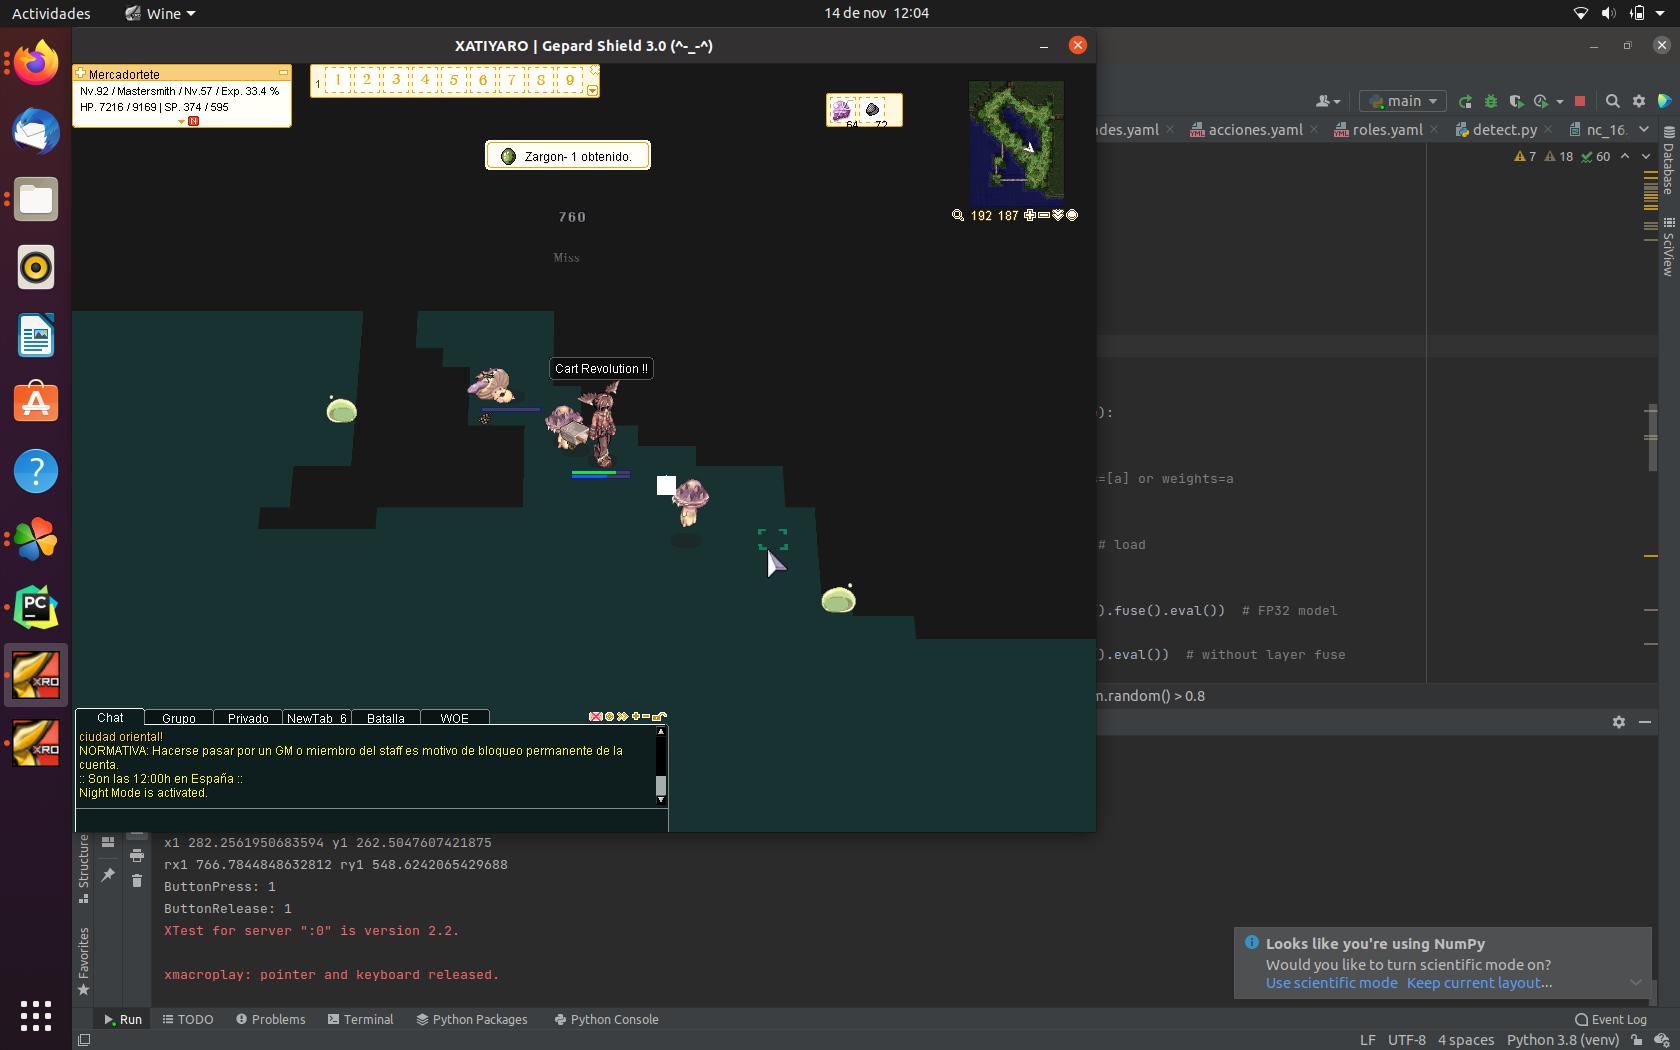 Actividades
Wine
14 de nov 12:04
XATIYARO | Gepard Shield 3.0 (^-_-^)
Mercadortete
Nv.92 / Mastersmith / Nv.57 / Exp. 33.4 %
HP. 7216 / 9169 | SP. 374 / 595
N
1 1 2 3 4 5 6 7 8 9
64 72
Zargon- 1 obtenido.
760
Miss
192 187
Cart Revolution !!
main
des.yaml
acciones.yaml
roles.yaml
detect.py
nc_16.
7 18 60
Database
SciView
):
s=[a] or weights=a
# load
).fuse().eval()) # FP32 model
).eval()) # without layer fuse
m.random() > 0.8
PC
XRO
XRO
Chat Grupo Privado NewTab_6 Batalla WOE
ciudad oriental!
NORMATIVA: Hacerse pasar por un GM o miembro del staff es motivo de bloqueo permanente de la
cuenta.
:: Son las 12:00h en España ::
Night Mode is activated.
x1 282.2561950683594 y1 262.5047607421875
rx1 766.7844848632812 ry1 548.6242065429688
ButtonPress: 1
ButtonRelease: 1
XTest for server ":0" is version 2.2.
xmacroplay: pointer and keyboard released.
Structure
Favorites
Looks like you're using NumPy
Would you like to turn scientific mode on?
Use scientific mode Keep current layout...
Run TODO Problems Terminal Python Packages Python Console
Event Log
LF UTF-8 4 spaces Python 3.8 (venv)